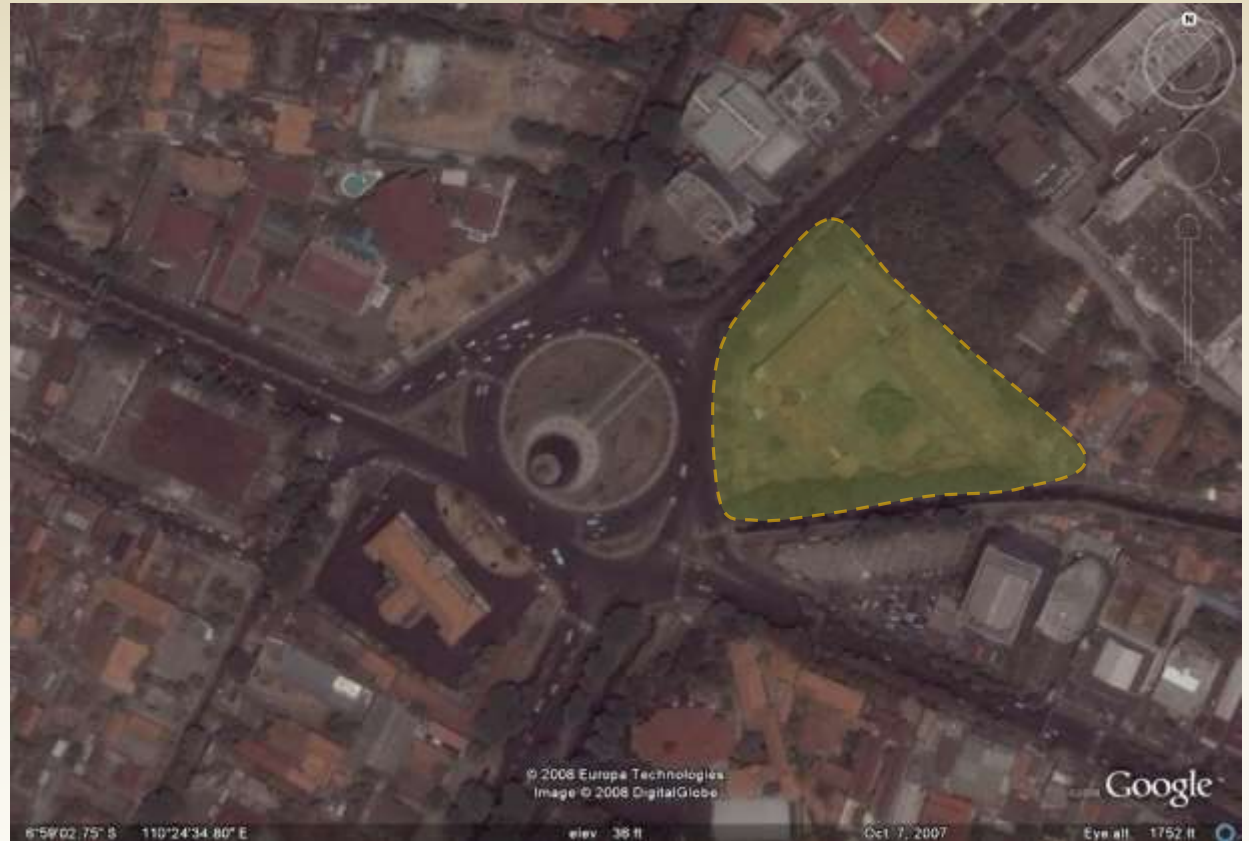 N
© 2008 Europa Technologies
Image © 2008 DigitalGlobe
Google
6°59'02.75" S 110°24'34.80" E elev 36 ft Oct 7, 2007 Eye alt 1752 ft